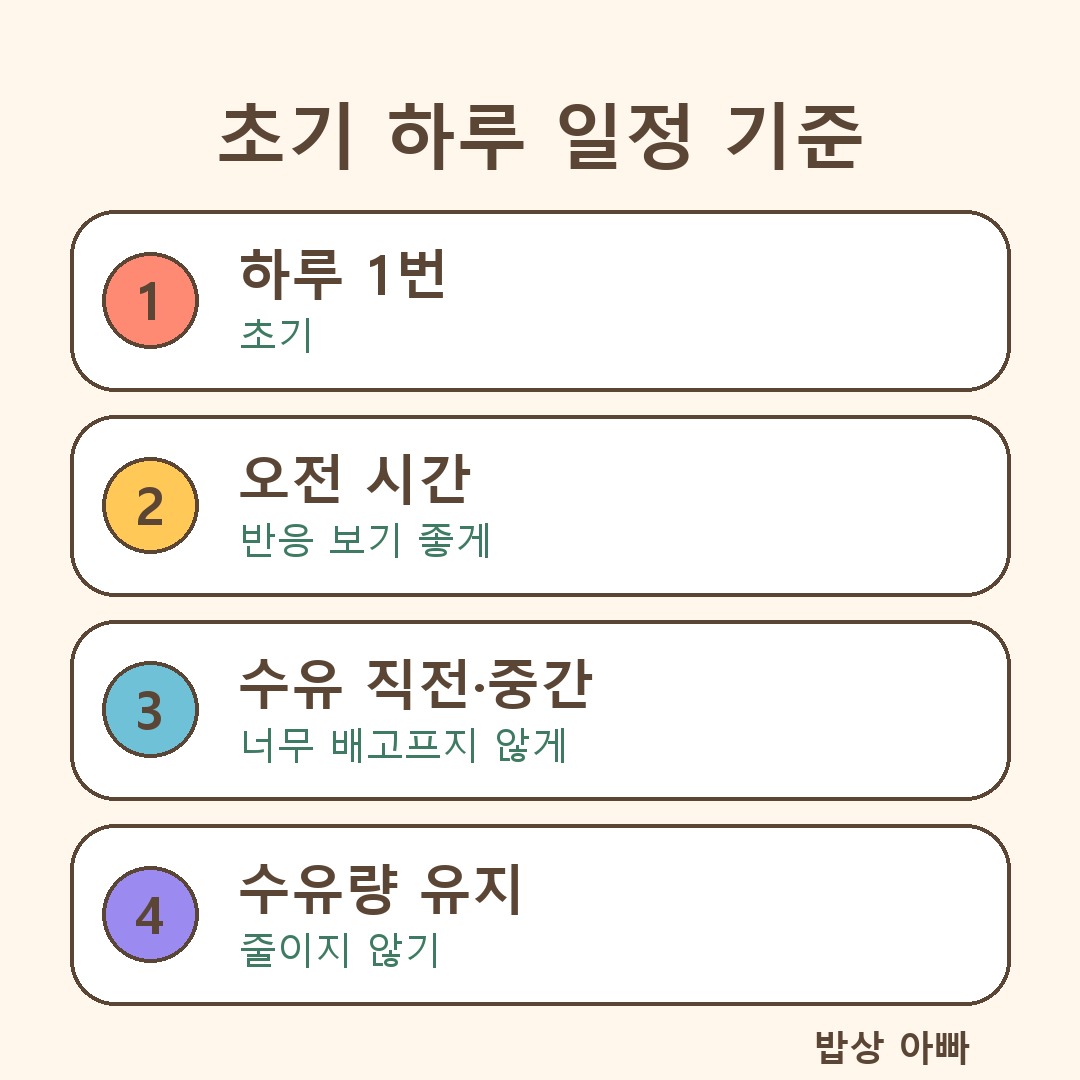 초기 하루 일정 기준
1
하루 1번
초기
2
오전 시간
반응 보기 좋게
3
수유 직전·중간
너무 배고프지 않게
4
수유량 유지
줄이지 않기
밥상 아빠